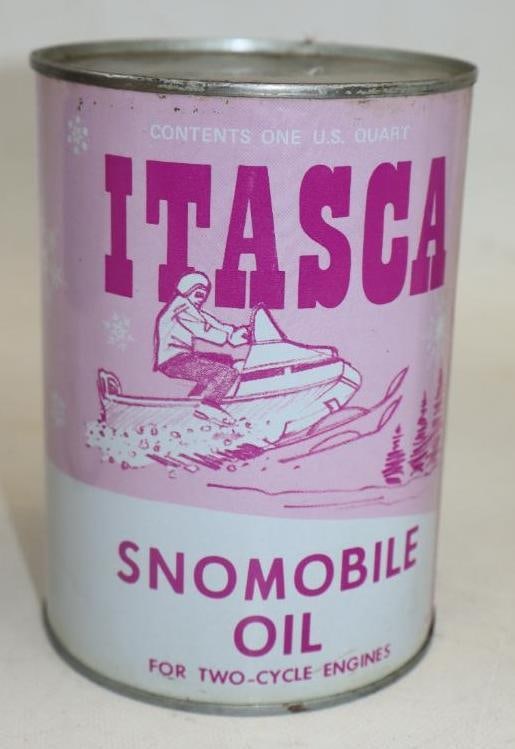 CONTENTS ONE U.S. QUART
ITASCA
SNOMOBILE
OIL
FOR TWO-CYCLE ENGINES